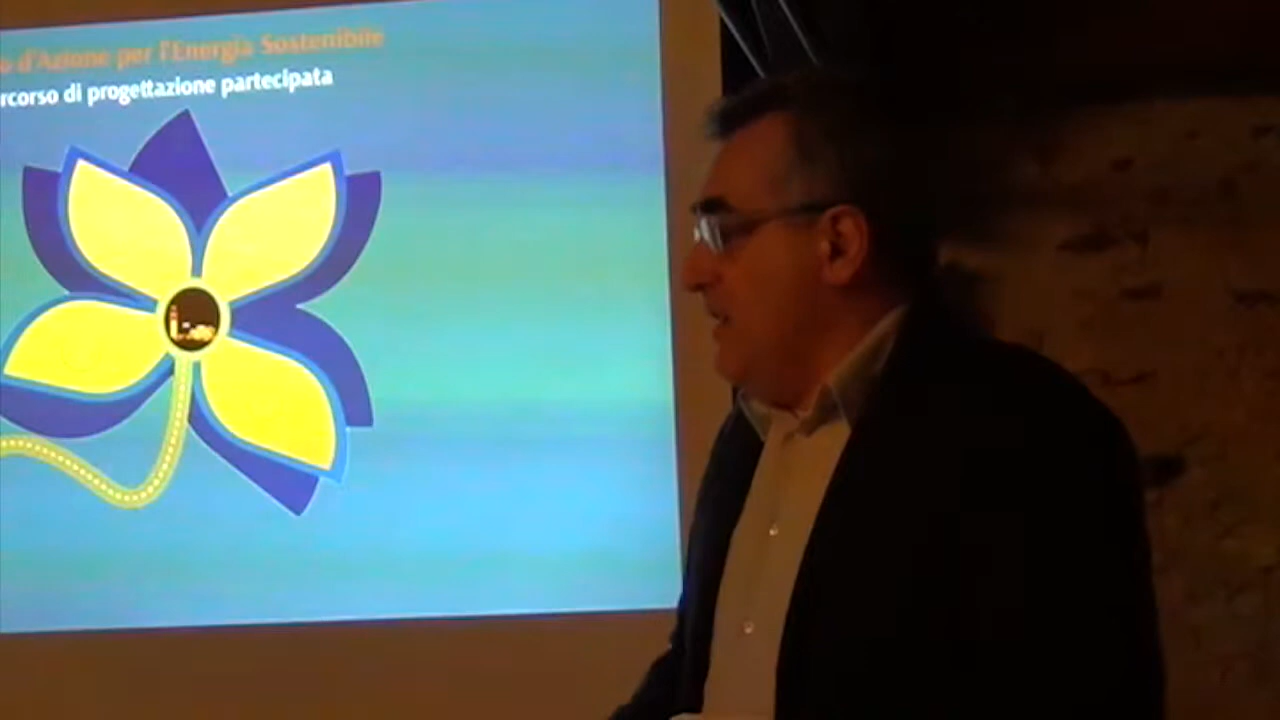 o d'Azione per l'Energia Sostenibile
rcorso di progettazione partecipata